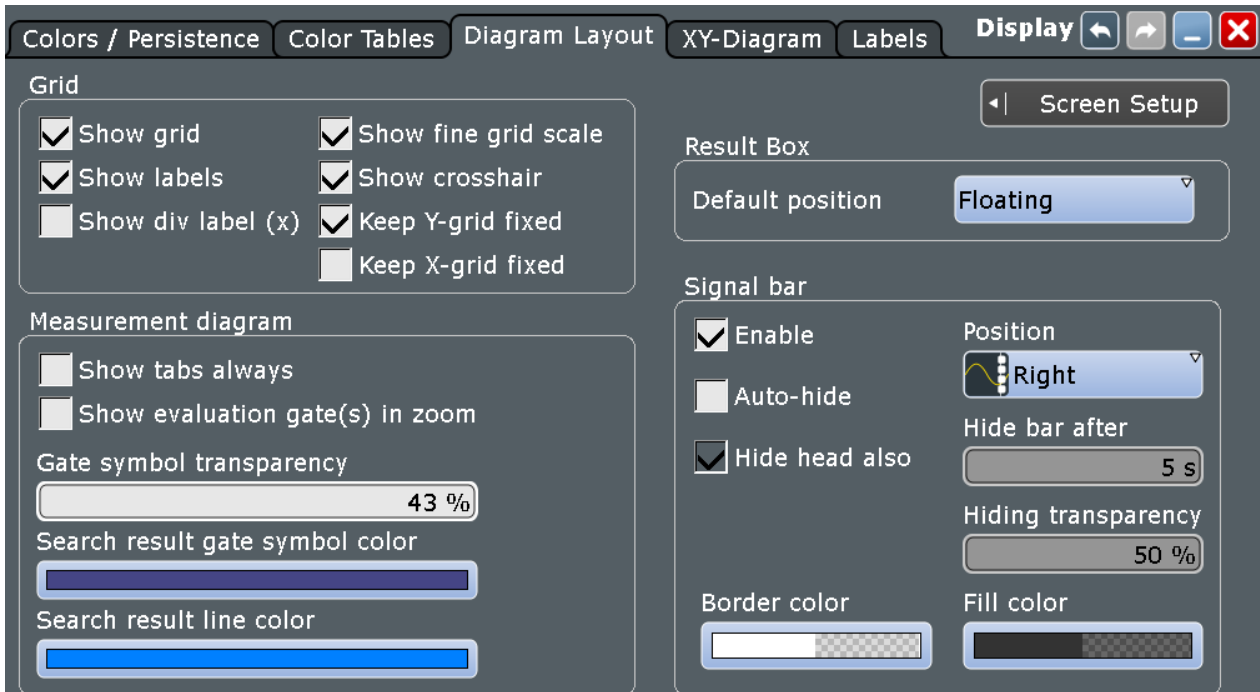 Colors / Persistence Color Tables Diagram Layout XY-Diagram Labels Display
Grid
Show grid
Show fine grid scale
Show labels
Show crosshair
Show div label (x)
Keep Y-grid fixed
Keep X-grid fixed
Measurement diagram
Show tabs always
Show evaluation gate(s) in zoom
Gate symbol transparency
43 %
Search result gate symbol color
Search result line color
Screen Setup
Result Box
Default position
Floating
Signal bar
Enable
Auto-hide
Hide head also
Position
Right
Hide bar after
5 s
Hiding transparency
50 %
Border color
Fill color